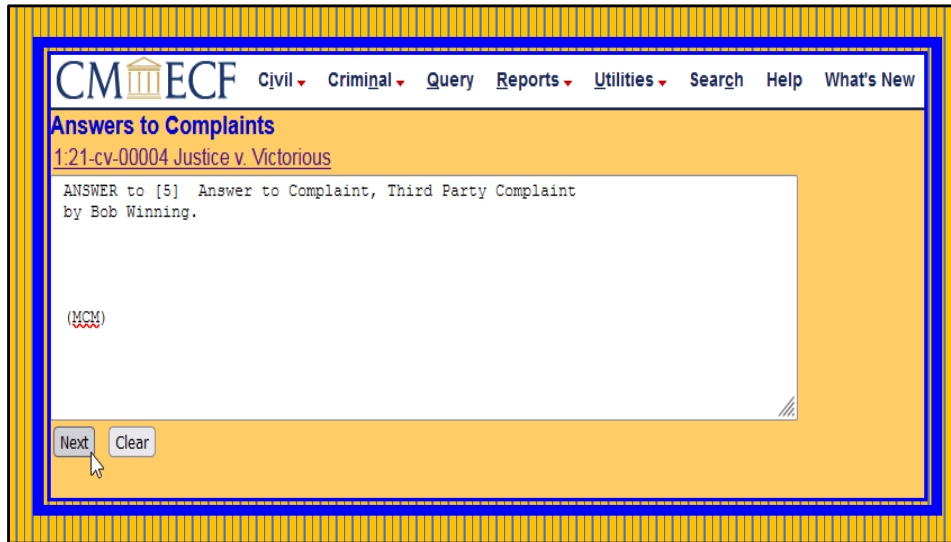 CM ECF Civil Criminal Query Reports Utilities Search Help What's New
Answers to Complaints
1:21-cv-00004 Justice v. Victorious
ANSWER to [5] Answer to Complaint, Third Party Complaint
by Bob Winning.
(MCM)
Next Clear